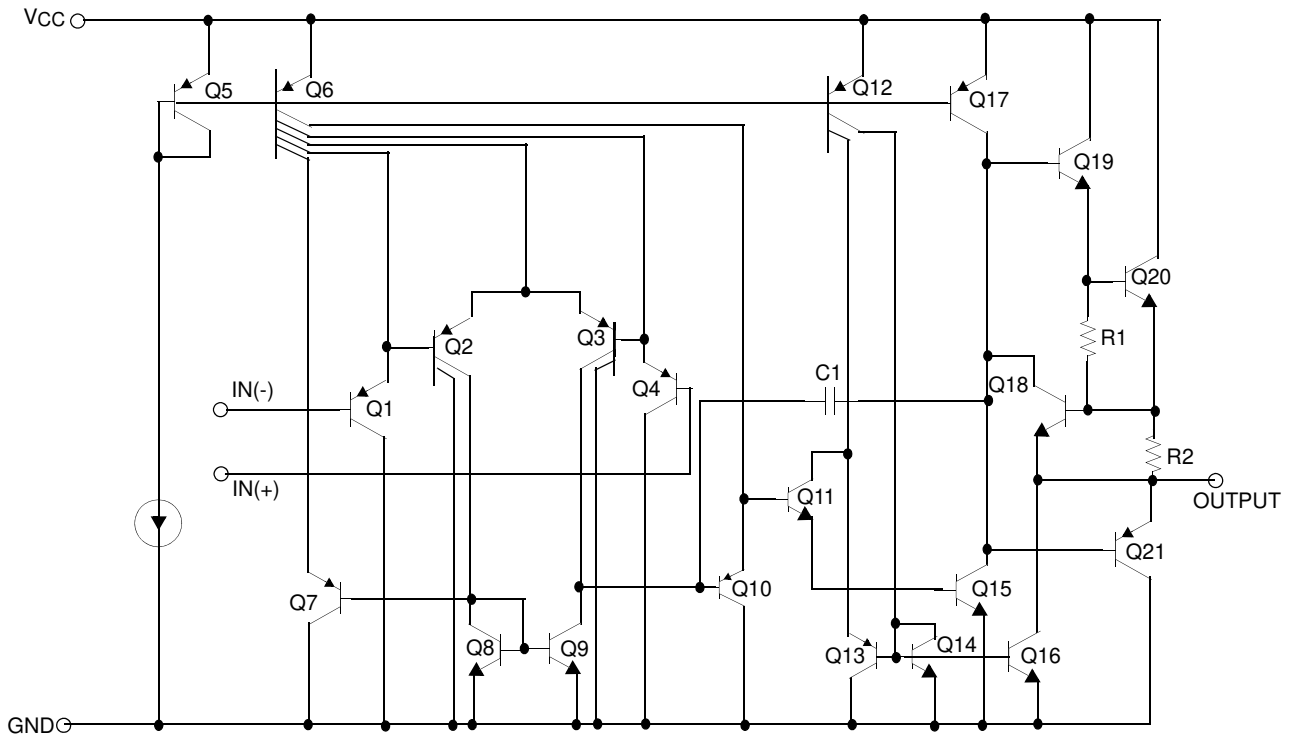 VCC
Q5
Q6
Q12
Q17
Q19
Q20
Q2
Q3
R1
Q4
C1
Q18
IN(-)
Q1
R2
IN(+)
Q11
OUTPUT
Q21
Q7
Q10
Q15
Q8
Q9
Q13
Q14
Q16
GND